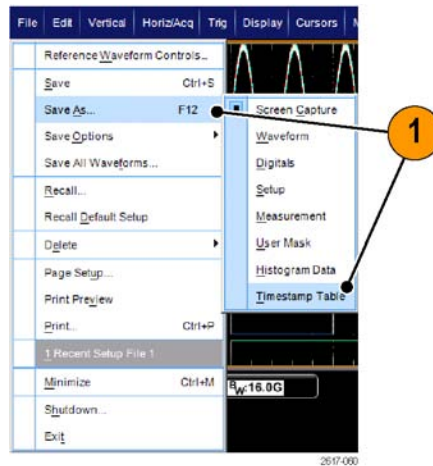 File Edit Vertical Horiz/Acq Trig Display Cursors
Reference Waveform Controls...
Save Ctrl+S
Save As... F12
Save Options
Save All Waveforms...
Recall...
Recall Default Setup
Delete
Page Setup...
Print Preview
Print... Ctrl+P
1 Recent Setup File 1
Minimize Ctrl+M
Shutdown...
Exit
Screen Capture
Waveform
Digitals
Setup
Measurement
User Mask
Histogram Data
Timestamp Table
1
BW:16.0G
2617-060